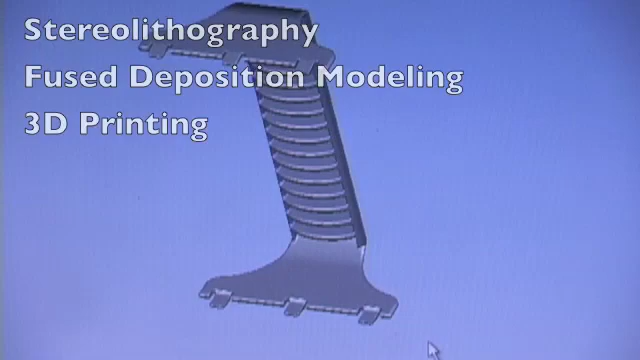 Stereolithography
Fused Deposition Modeling
3D Printing